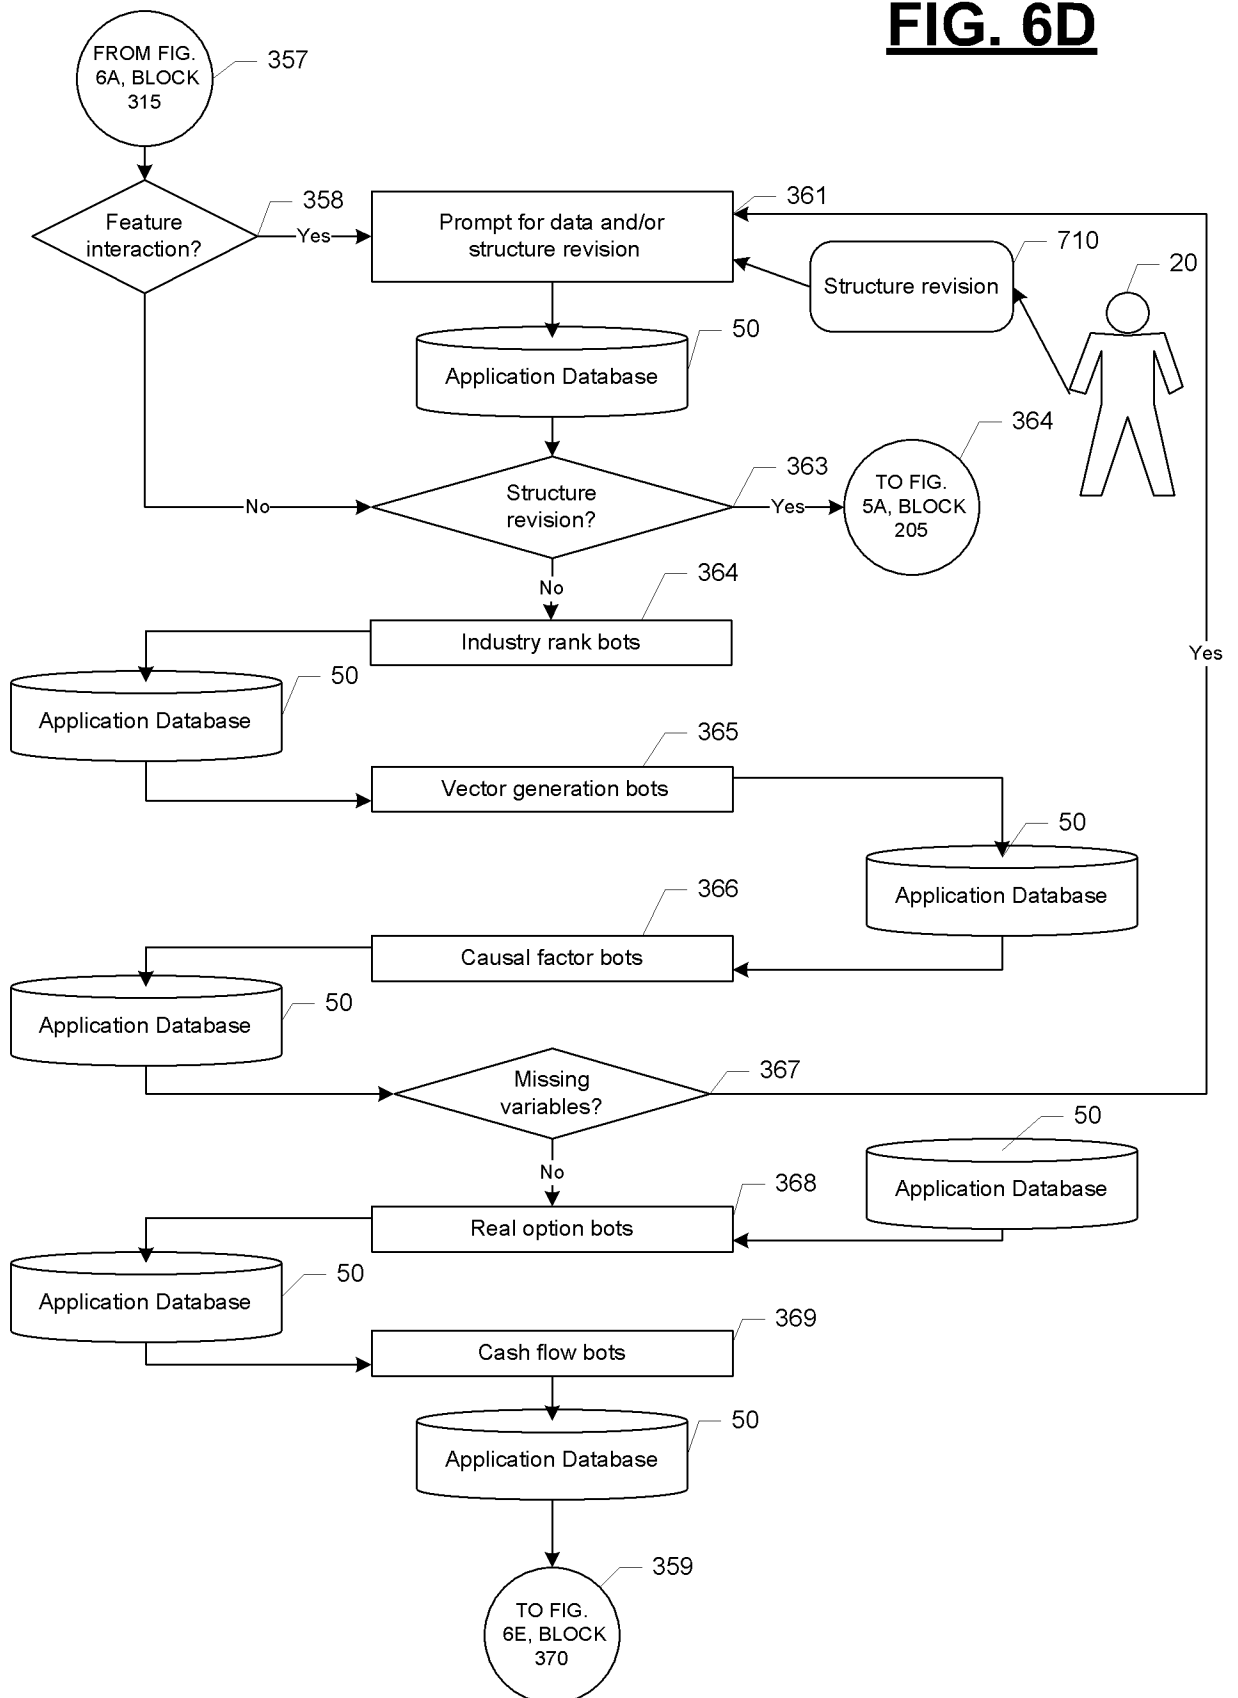 FIG. 6D
FROM FIG.
6A, BLOCK
315
357
Feature
interaction?
358
Yes
Prompt for data and/or
structure revision
361
Structure revision
710
20
Application Database
50
No
Structure
revision?
363
Yes
TO FIG.
5A, BLOCK
205
364
No
Industry rank bots
364
Yes
Application Database
50
Vector generation bots
365
Application Database
50
Causal factor bots
366
Application Database
50
Missing
variables?
367
No
Application Database
50
Real option bots
368
Application Database
50
Cash flow bots
369
Application Database
50
TO FIG.
6E, BLOCK
370
359